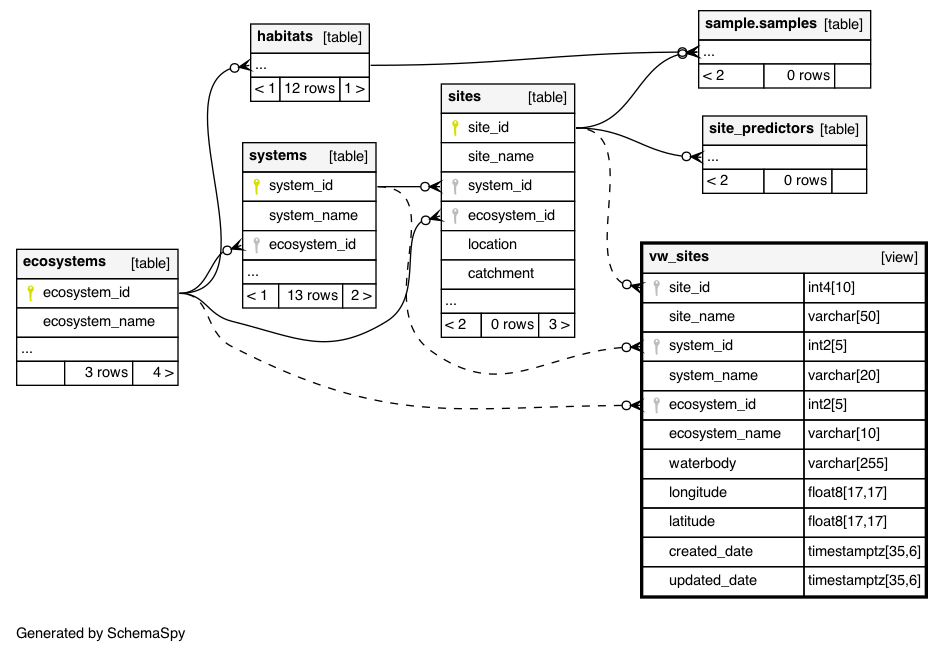 habitats [table]
...
< 1 12 rows 1 >
sample.samples [table]
...
< 2 0 rows
sites [table]
site_id
site_name
system_id
ecosystem_id
location
catchment
...
< 2 0 rows 3 >
site_predictors [table]
...
< 2 0 rows
systems [table]
system_id
system_name
ecosystem_id
...
< 1 13 rows 2 >
ecosystems [table]
ecosystem_id
ecosystem_name
...
3 rows 4 >
vw_sites [view]
site_id int4[10]
site_name varchar[50]
system_id int2[5]
system_name varchar[20]
ecosystem_id int2[5]
ecosystem_name varchar[10]
waterbody varchar[255]
longitude float8[17,17]
latitude float8[17,17]
created_date timestamptz[35,6]
updated_date timestamptz[35,6]
Generated by SchemaSpy